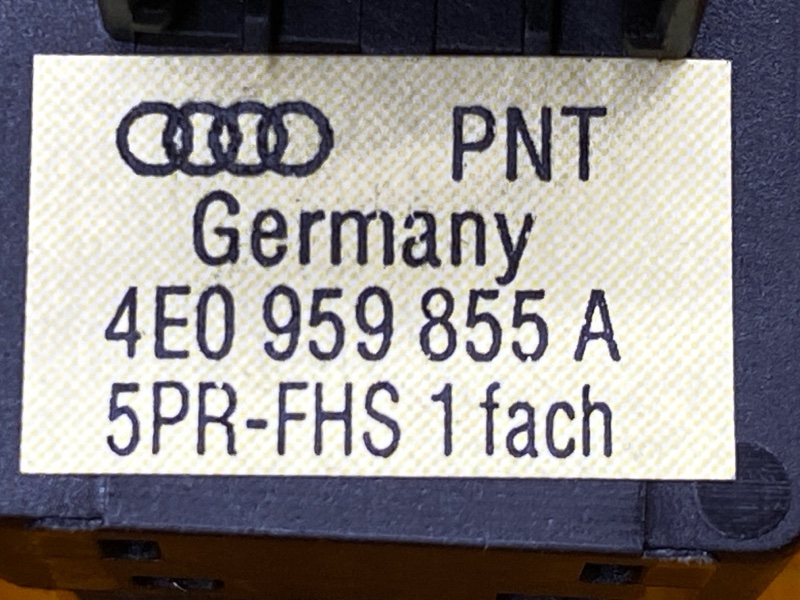 PNT
Germany
4E0 959 855 A
5PR-FHS 1 fach